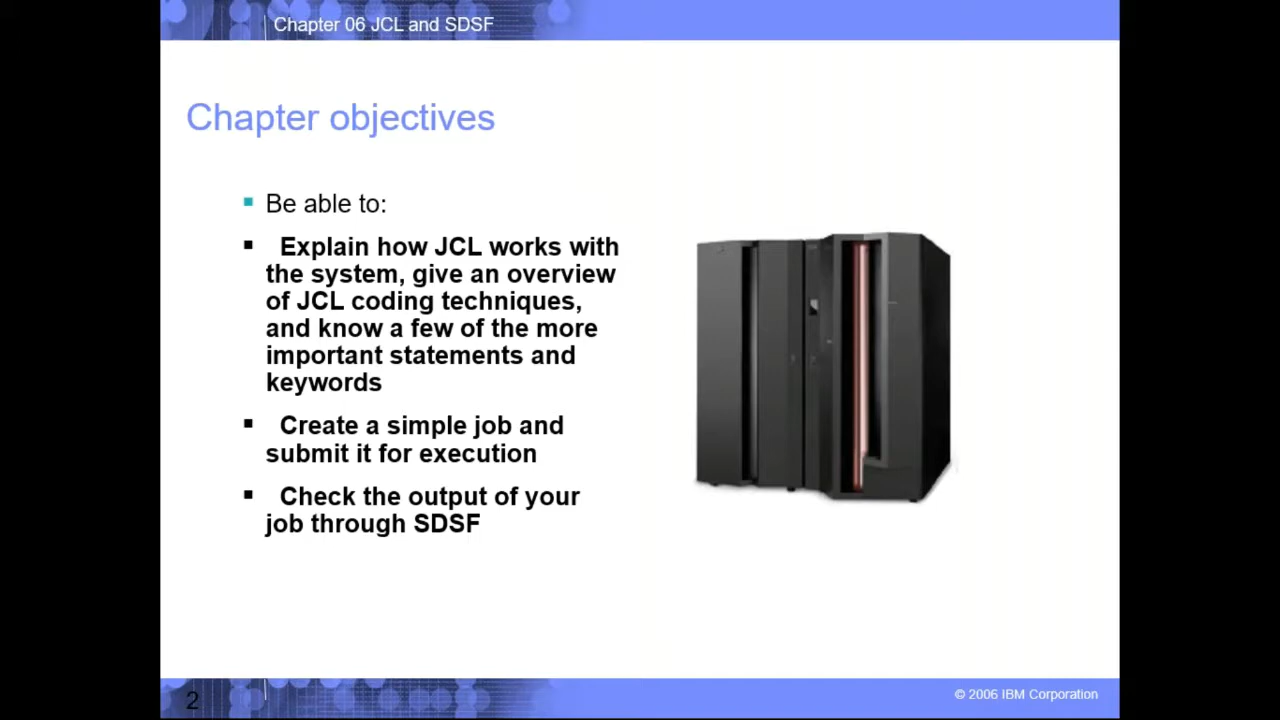 Chapter 06 JCL and SDSF
Chapter objectives
Be able to:
Explain how JCL works with
the system, give an overview
of JCL coding techniques,
and know a few of the more
important statements and
keywords
Create a simple job and
submit it for execution
Check the output of your
job through SDSF
2
© 2006 IBM Corporation